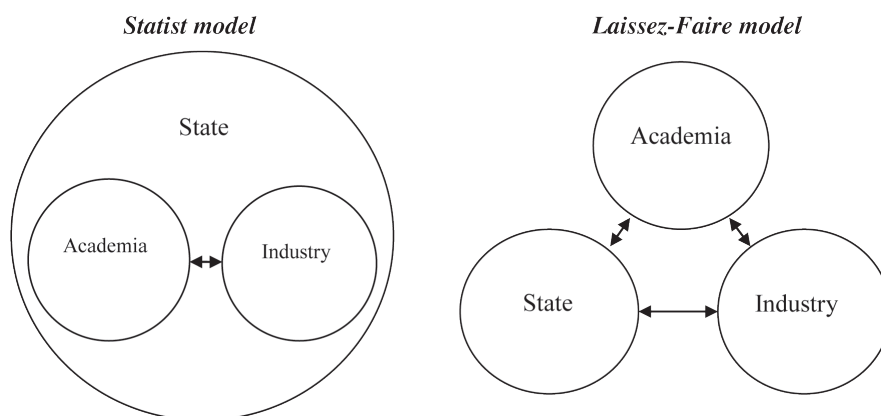 Statist model
Laissez-Faire model
State
Academia
Industry
Academia
State
Industry